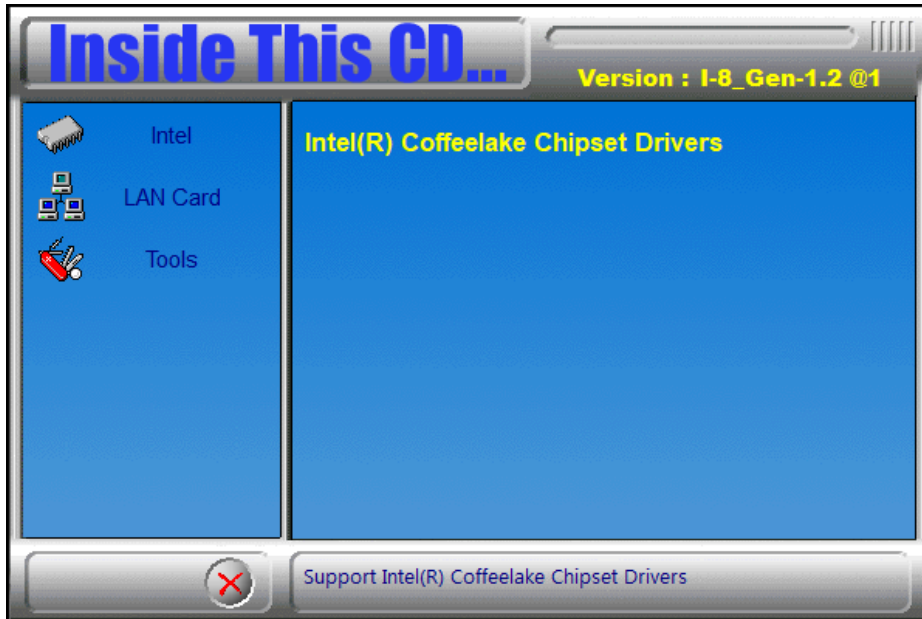 Inside This CD...
Version : I-8_Gen-1.2 @1
Intel
LAN Card
Tools
Intel(R) Coffeelake Chipset Drivers
Support Intel(R) Coffeelake Chipset Drivers